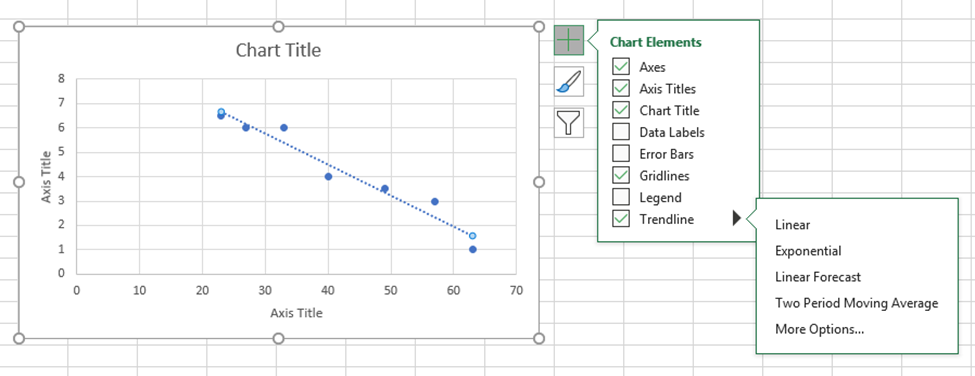 Chart Title
8
7
6
5
4
3
2
1
0
Axis Title
0 10 20 30 40 50 60 70
Axis Title
Chart Elements
Axes
Axis Titles
Chart Title
Data Labels
Error Bars
Gridlines
Legend
Trendline
Linear
Exponential
Linear Forecast
Two Period Moving Average
More Options...